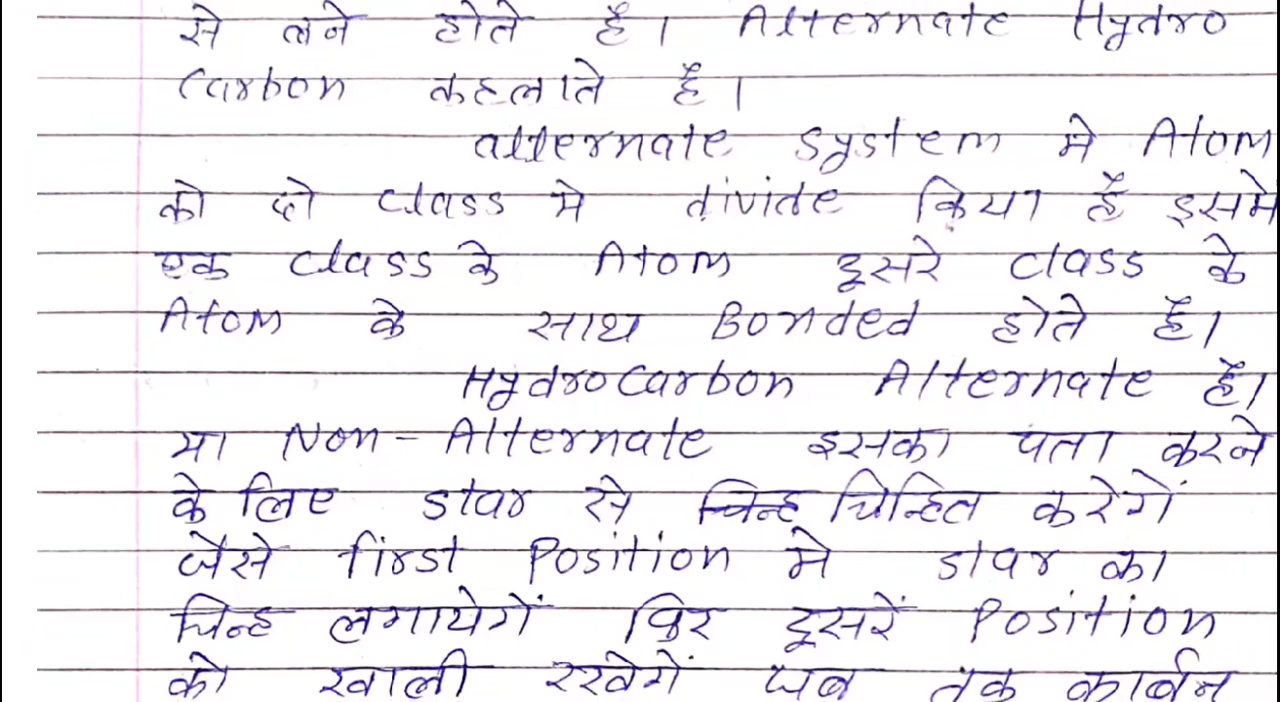 से बने होते है। Alternate Hydro
Carbon कहलाते है।
alternate system मे Atom
को दो class मे divide किया है इसमे
एक class के Atom दूसरे class के
Atom के साथ Bonded होते है।
Hydrocarbon Alternate है।
या Non-Alternate इसका पता करने
के लिए star से चिन्ह चिन्हित करेगें
जैसे first Position मे star का
चिन्ह लगायेगें फिर दूसरें Position
को खाली रखेगें जब तक कार्बन